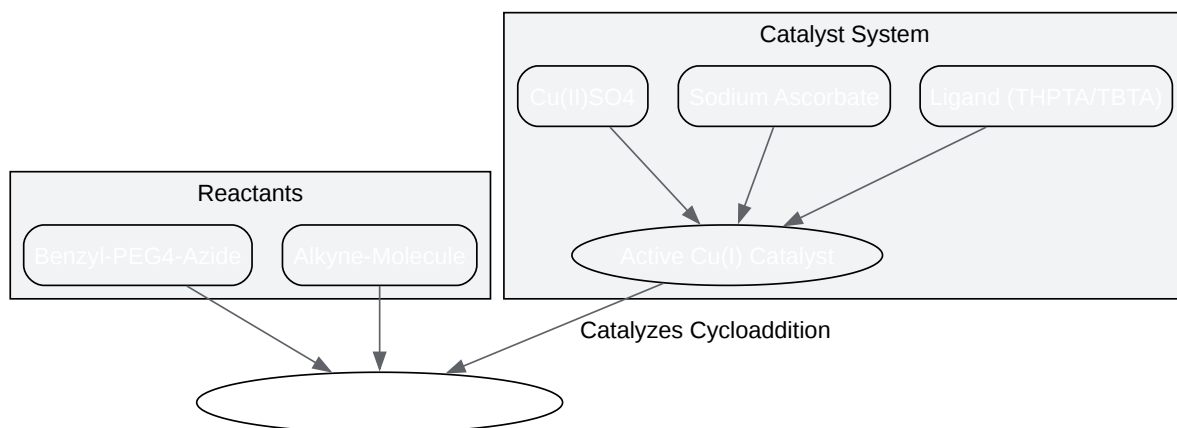 Catalyst System
Cu(II)SO4
Sodium Ascorbate
Ligand (THPTA/TBTA)
Reactants
Benzyl-PEG4-Azide
Alkyne-Molecule
Active Cu(I) Catalyst
Catalyzes Cycloaddition